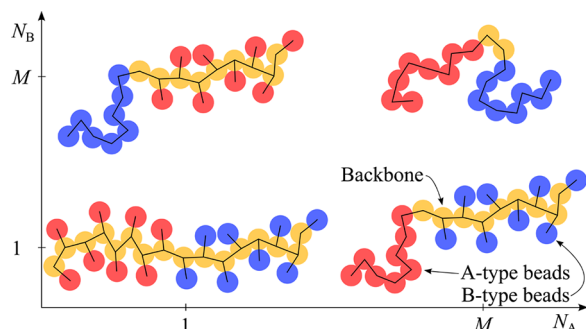 N_B
M
Backbone
1
A-type beads
B-type beads
1
M
N_A